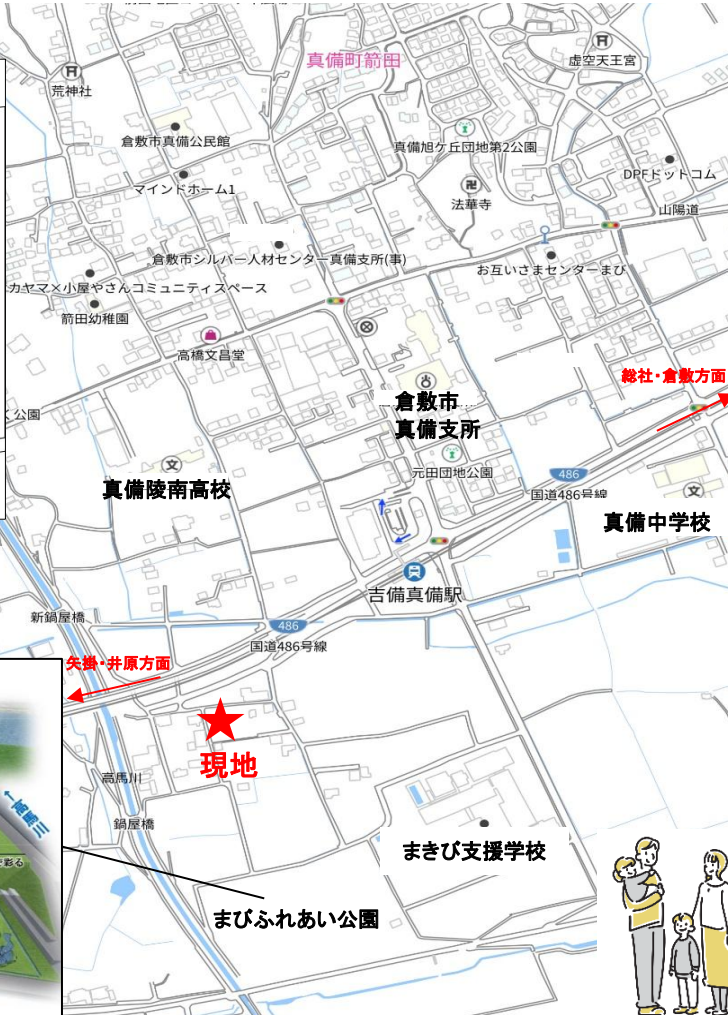 真備町箭田
荒神社
虚空天王宮
倉敷市真備公民館
真備旭ケ丘団地第2公園
マインドホーム1
DPFドットコム
法華寺
山陽道
倉敷市シルバー人材センター真備支所(事)
お互いさまセンターまび
カヤマ×小屋やさんコミュニティスペース
箭田幼稚園
高橋文昌堂
総社・倉敷方面
倉敷市
真備支所
公園
元田団地公園
486
国道486号線
真備陵南高校
真備中学校
吉備真備駅
新鍋屋橋
486
国道486号線
矢掛・井原方面
現地
高馬川
高馬川
鍋屋橋
彩る
まきび支援学校
まびふれあい公園